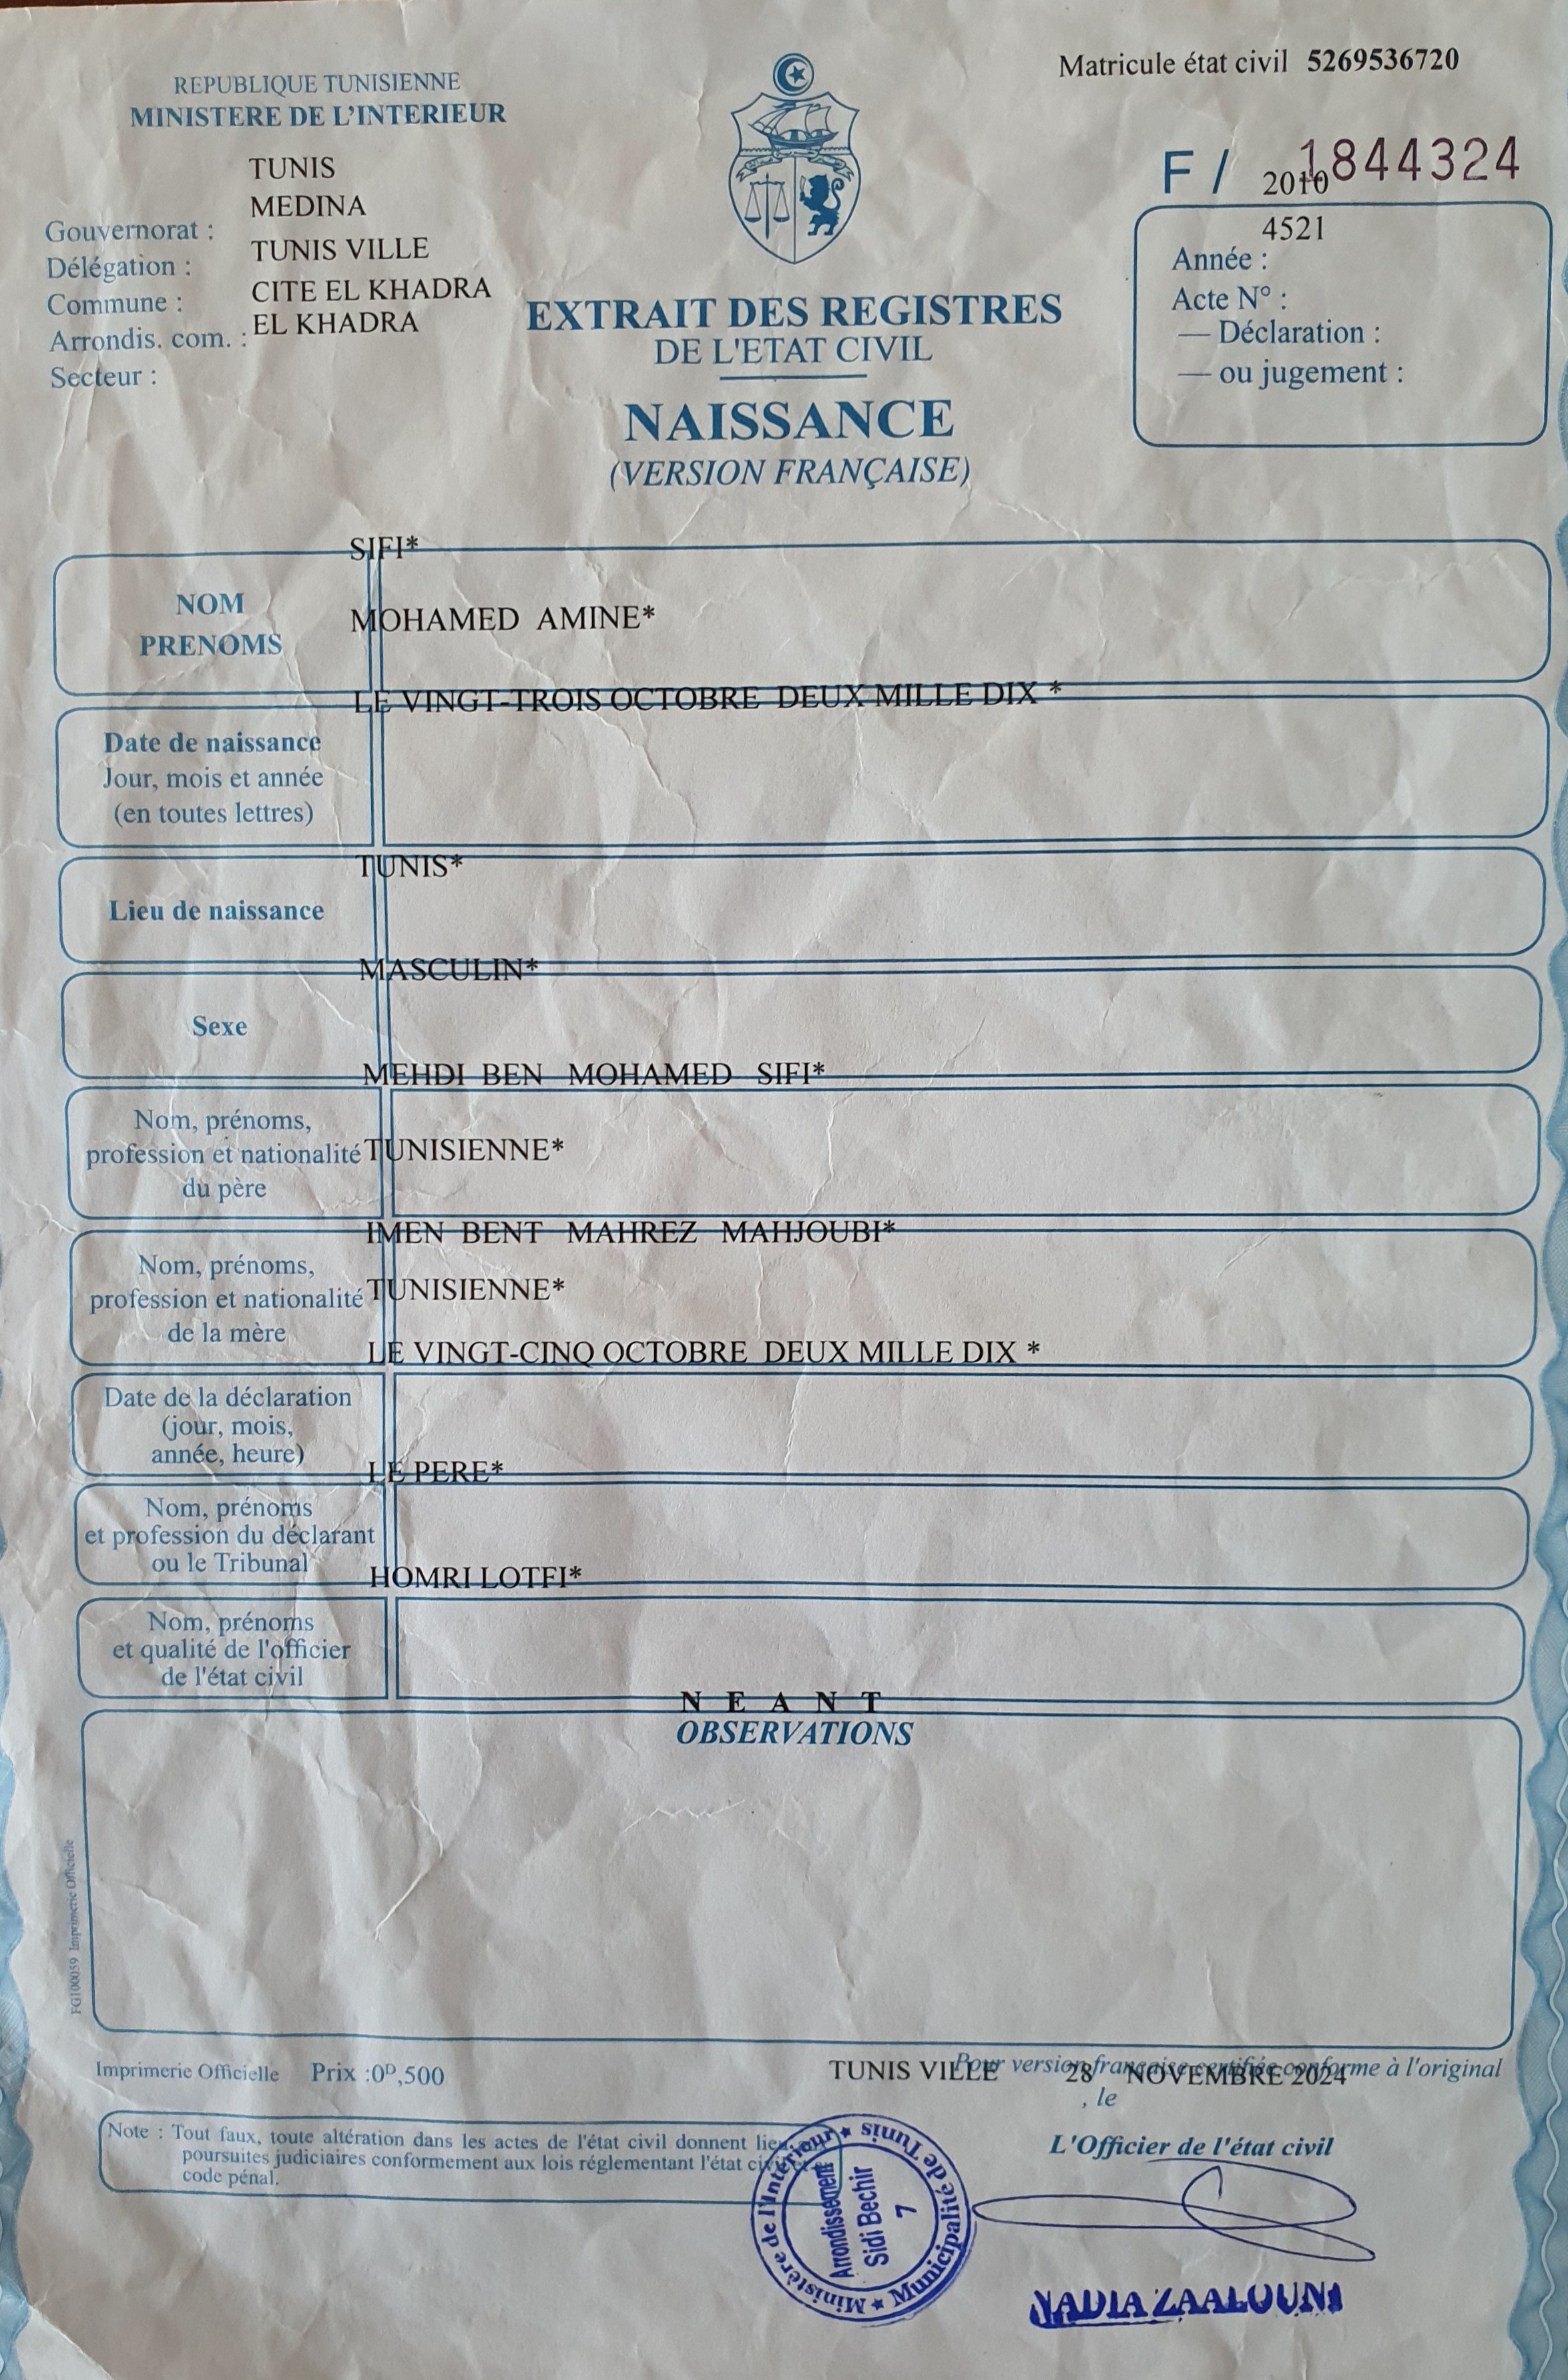 REPUBLIQUE TUNISIENNE
MINISTERE DE L'INTERIEUR
Matricule état civil 5269536720
F / 1844324
TUNIS
MEDINA
TUNIS VILLE
CITE EL KHADRA
EL KHADRA
Gouvernorat :
Délégation :
Commune :
Arrondis. com. :
Secteur :
2010
4521
Année :
Acte N° :
— Déclaration :
— ou jugement :
EXTRAIT DES REGISTRES
DE L'ETAT CIVIL
NAISSANCE
(VERSION FRANÇAISE)
SIFI*
NOM
PRENOMS
MOHAMED AMINE*
LE VINGT-TROIS OCTOBRE DEUX MILLE DIX *
Date de naissance
Jour, mois et année
(en toutes lettres)
TUNIS*
Lieu de naissance
MASCULIN*
Sexe
MEHDI BEN MOHAMED SIFI*
Nom, prénoms,
profession et nationalité
du père
TUNISIENNE*
IMEN BENT MAHREZ MAHJOUBI*
Nom, prénoms,
profession et nationalité
de la mère
TUNISIENNE*
LE VINGT-CINQ OCTOBRE DEUX MILLE DIX *
Date de la déclaration
(jour, mois,
année, heure)
LE PERE*
Nom, prénoms
et profession du déclarant
ou le Tribunal
HOMRI LOTFI*
Nom, prénoms
et qualité de l'officier
de l'état civil
N E A N T
OBSERVATIONS
FG100059 Imprimerie Officielle
Imprimerie Officielle Prix :0ᴰ,500
Pour version française certifiée conforme à l'original
TUNIS VILLE 28 NOVEMBRE 2024
, le
Note : Tout faux, toute altération dans les actes de l'état civil donnent lieu
poursuites judiciaires conformement aux lois réglementant l'état civil
code pénal.
L'Officier de l'état civil
Ministère de l'Intérieur ★ Municipalité de Tunis ★
Arrondissement
Sidi Bechir
7
NADIA ZAALOUNI